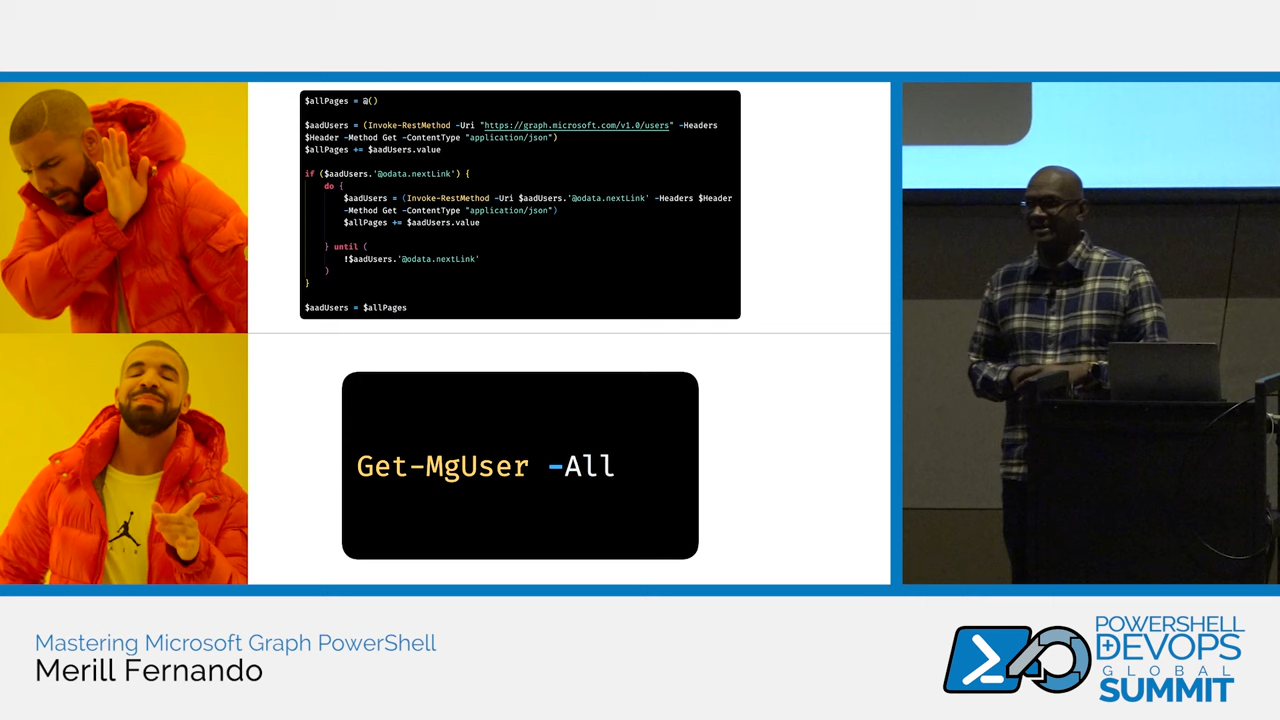 $allPages = @()
$aadUsers = (Invoke-RestMethod -Uri "https://graph.microsoft.com/v1.0/users" -Headers
$Header -Method Get -ContentType "application/json")
$allPages += $aadUsers.value
if ($aadUsers.'@odata.nextLink') {
do {
$aadUsers = (Invoke-RestMethod -Uri $aadUsers.'@odata.nextLink' -Headers $Header
-Method Get -ContentType "application/json")
$allPages += $aadUsers.value
} until (
!$aadUsers.'@odata.nextLink'
)
}
$aadUsers = $allPages
Get-MgUser -All
Mastering Microsoft Graph PowerShell
Merill Fernando
POWERSHELL
+DEVOPS
GLOBAL
SUMMIT